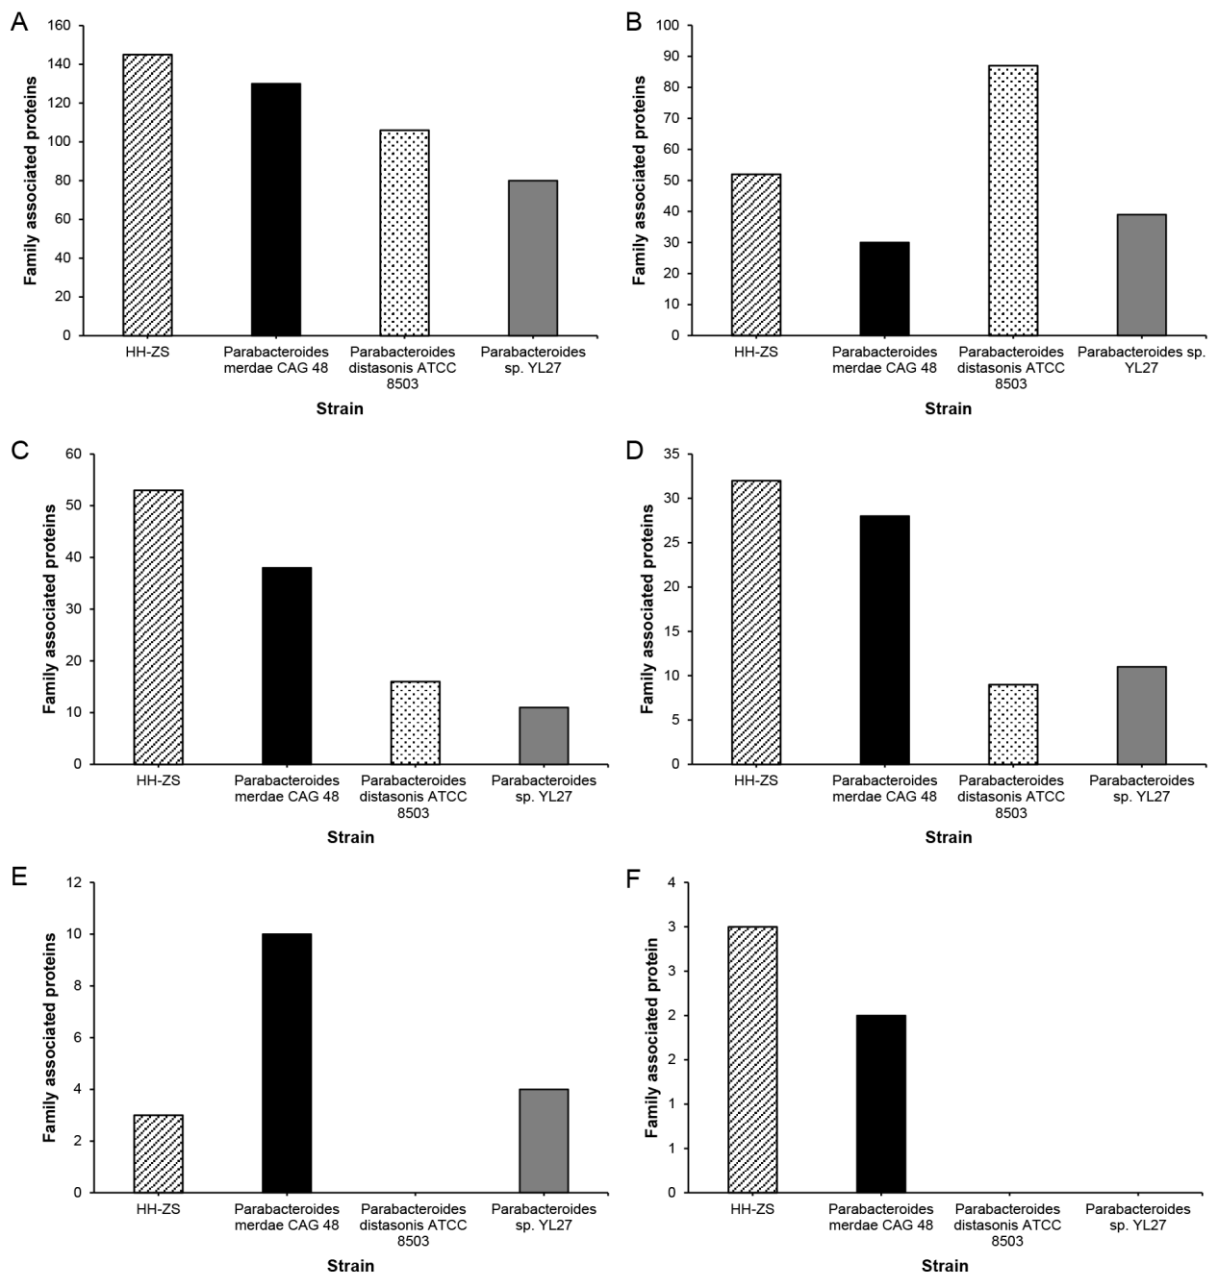 A
Family associated proteins
160
140
120
100
80
60
40
20
0
HH-ZS
Parabacteroides
merdae CAG 48
Parabacteroides
distasonis ATCC
8503
Parabacteroides
sp. YL27
Strain
B
Family associated proteins
100
90
80
70
60
50
40
30
20
10
0
HH-ZS
Parabacteroides
merdae CAG 48
Parabacteroides
distasonis ATCC
8503
Parabacteroides sp.
YL27
Strain
C
Family associated proteins
60
50
40
30
20
10
0
HH-ZS
Parabacteroides
merdae CAG 48
Parabacteroides
distasonis ATCC
8503
Parabacteroides
sp. YL27
Strain
D
Family associated proteins
35
30
25
20
15
10
5
0
HH-ZS
Parabacteroides
merdae CAG 48
Parabacteroides
distasonis ATCC
8503
Parabacteroides
sp. YL27
Strain
E
Family associated proteins
12
10
8
6
4
2
0
HH-ZS
Parabacteroides
merdae CAG 48
Parabacteroides
distasonis ATCC
8503
Parabacteroides
sp. YL27
Strain
F
Family associated protein
4
3
3
2
2
1
1
0
HH-ZS
Parabacteroides
merdae CAG 48
Parabacteroides
distasonis ATCC
8503
Parabacteroides
sp. YL27
Strain